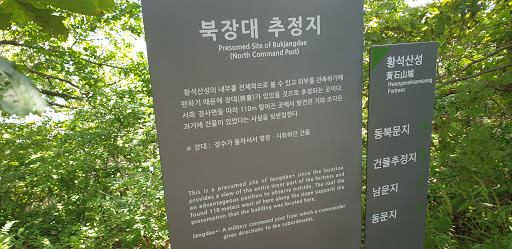 북장대 추정지
Presumed Site of Bukjangdae
(North Command Post)
황석산성의 내부를 전체적으로 볼 수 있고 외부를 관측하기에
편하기 때문에 장대(將臺)가 있었을 것으로 추정되는 곳이다.
서쪽 경사면을 따라 110m 떨어진 곳에서 발견된 기와 조각은
과거에 건물이 있었다는 사실을 뒷받침한다.
※ 장대 : 장수가 올라서서 명령·지휘하던 건물
This is a presumed site of Jangdae* since the location
provides a view of the entire inner part of the fortress and
an advantageous position to observe outside. The roof tile
found 110 meters west of here along the slope supports the
presumption that the building was located here.
Jangdae*: A military command post from which a commander
gives directions to the subordinates.
황석산성
黃石山城
Hwangseoksanseong
Fortress
동북문지
건물추정지
남문지
동문지